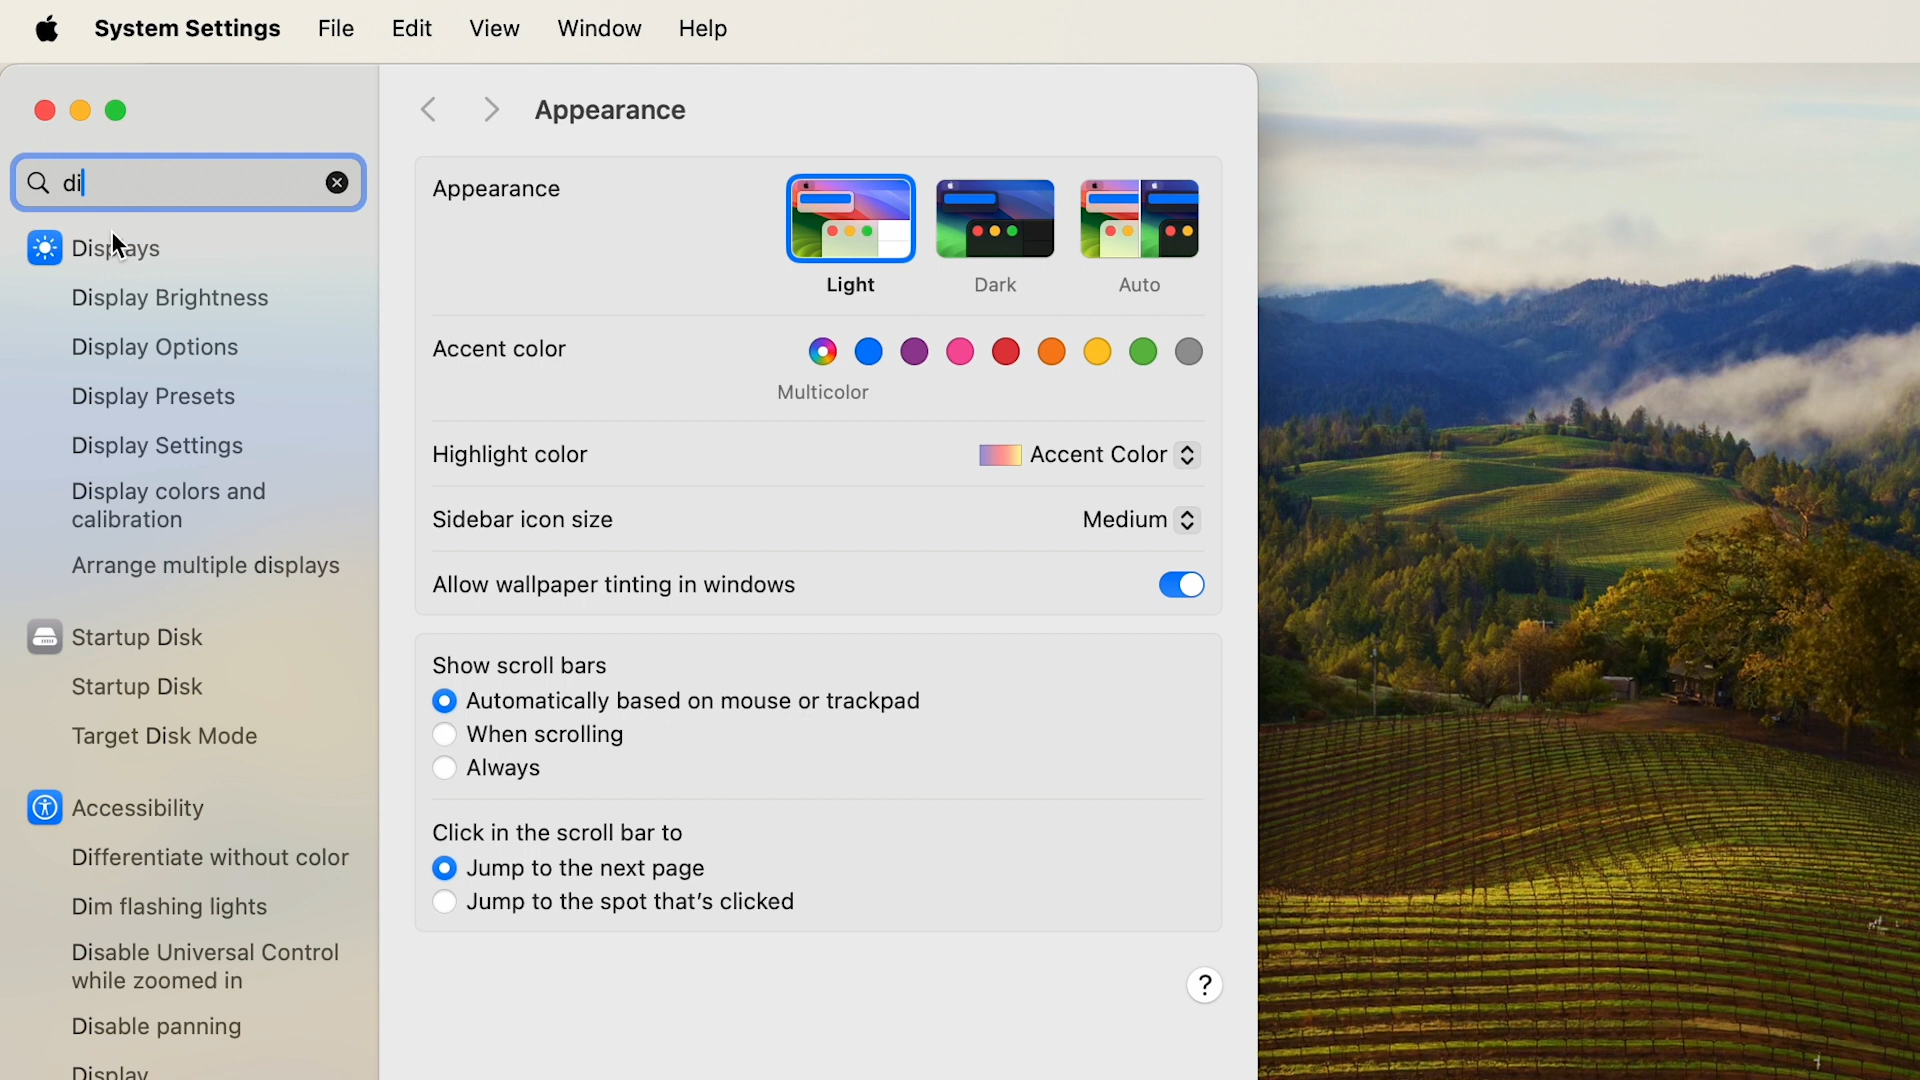 System Settings File Edit View Window Help
di
Displays
Display Brightness
Display Options
Display Presets
Display Settings
Display colors and
calibration
Arrange multiple displays
Startup Disk
Startup Disk
Target Disk Mode
Accessibility
Differentiate without color
Dim flashing lights
Disable Universal Control
while zoomed in
Disable panning
Display
Appearance
Appearance
Light Dark Auto
Accent color
Multicolor
Highlight color Accent Color
Sidebar icon size Medium
Allow wallpaper tinting in windows
Show scroll bars
Automatically based on mouse or trackpad
When scrolling
Always
Click in the scroll bar to
Jump to the next page
Jump to the spot that's clicked
?